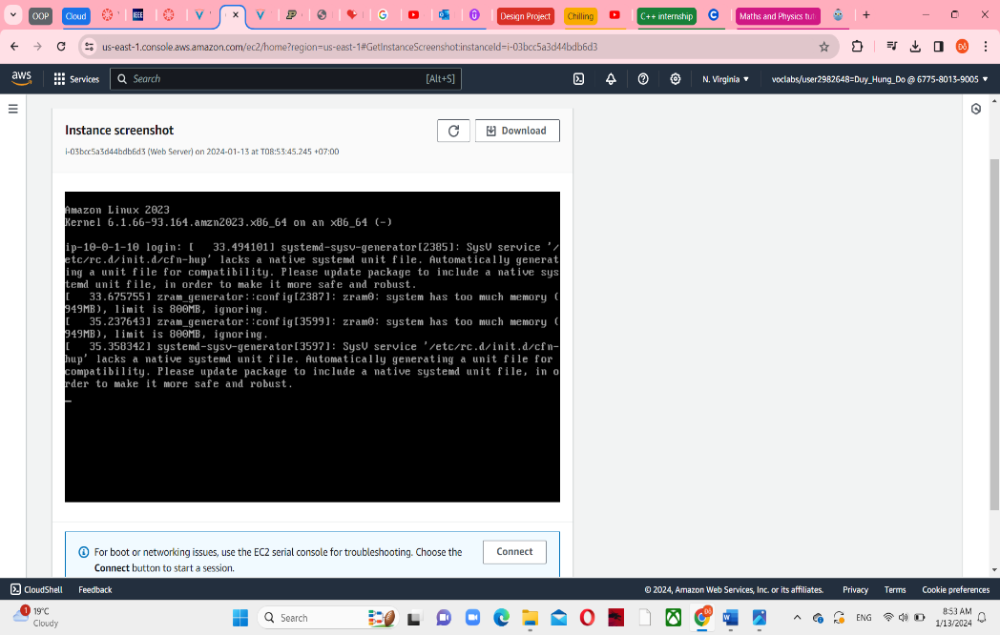 OOP
Cloud
IEEE
Design Project
Chilling
C++ internship
Maths and Physics tut
us-east-1.console.aws.amazon.com/ec2/home?region=us-east-1#GetInstanceScreenshot:instanceId=i-03bcc5a3d44bdb6d3
aws
Services
Search
[Alt+S]
N. Virginia
voclabs/user2982648=Duy_Hung_Do @ 6775-8013-9005
Instance screenshot
Download
i-03bcc5a3d44bdb6d3 (Web Server) on 2024-01-13 at T08:53:45.245 +07:00
Amazon Linux 2023
Kernel 6.1.66-93.164.amzn2023.x86_64 on an x86_64 (-)
ip-10-0-1-10 login: [   33.494101] systemd-sysv-generator[2385]: SysV service '/
etc/rc.d/init.d/cfn-hup' lacks a native systemd unit file. Automatically generat
ing a unit file for compatibility. Please update package to include a native sys
temd unit file, in order to make it more safe and robust.
[   33.675755] zram_generator::config[2387]: zram0: system has too much memory (
949MB), limit is 800MB, ignoring.
[   35.237643] zram_generator::config[3599]: zram0: system has too much memory (
949MB), limit is 800MB, ignoring.
[   35.358342] systemd-sysv-generator[3597]: SysV service '/etc/rc.d/init.d/cfn-
hup' lacks a native systemd unit file. Automatically generating a unit file for
compatibility. Please update package to include a native systemd unit file, in o
rder to make it more safe and robust.
For boot or networking issues, use the EC2 serial console for troubleshooting. Choose the
Connect button to start a session.
Connect
CloudShell
Feedback
© 2024, Amazon Web Services, Inc. or its affiliates.
Privacy
Terms
Cookie preferences
1
19°C
Cloudy
Search
ENG
8:53 AM
1/13/2024